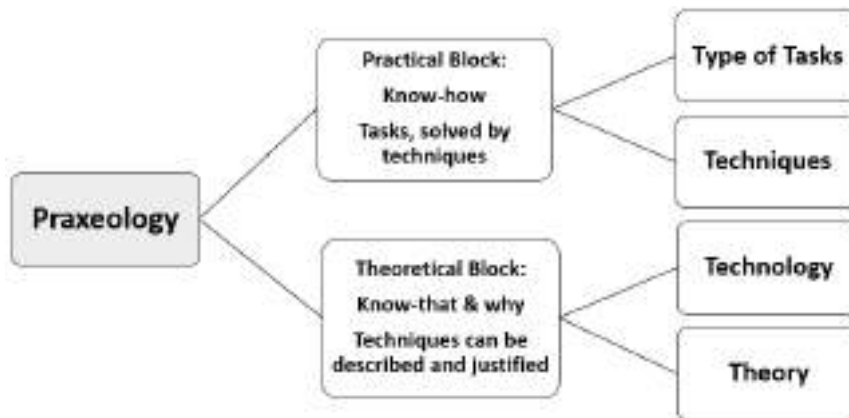 Praxeology
Practical Block:
Know-how
Tasks, solved by
techniques
Theoretical Block:
Know-that & why
Techniques can be
described and justified
Type of Tasks
Techniques
Technology
Theory